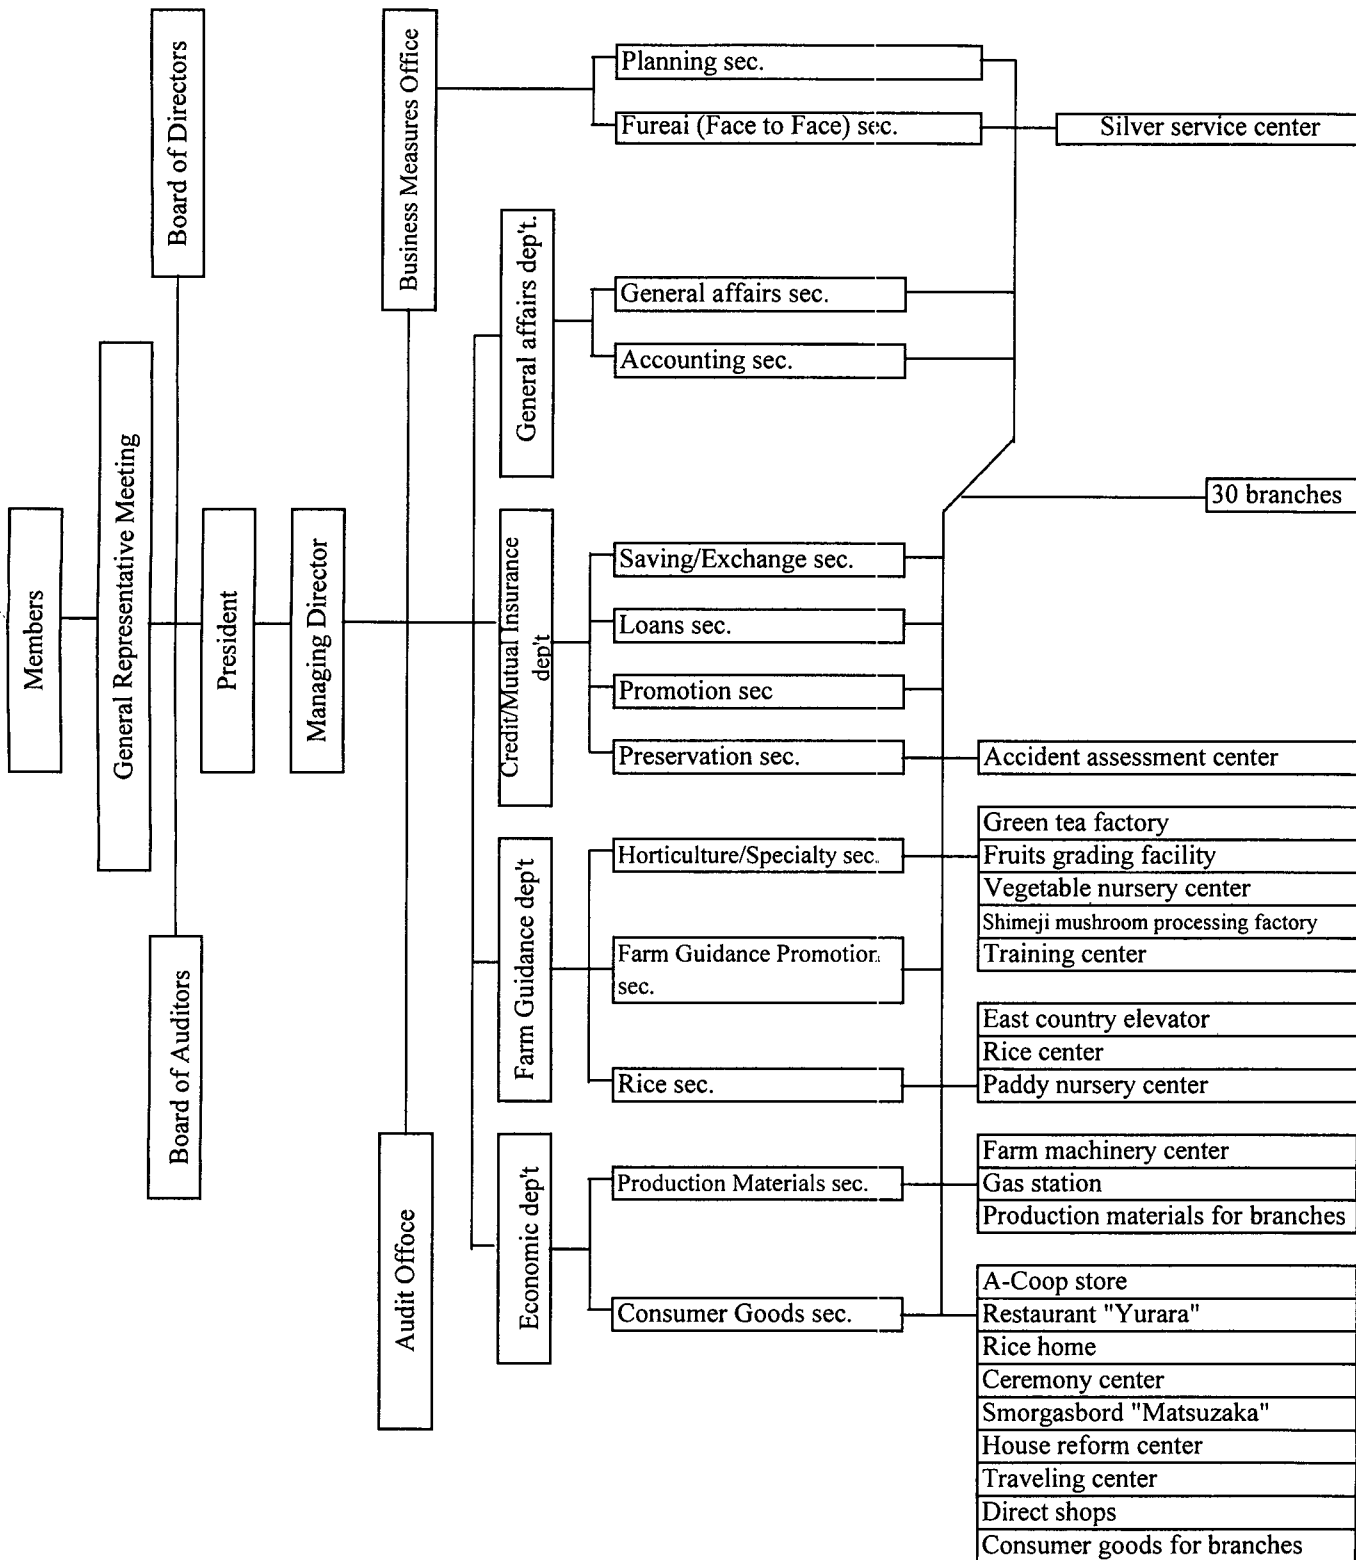 Members
General Representative Meeting
Board of Directors
Board of Auditors
President
Managing Director
Business Measures Office
Audit Offoce
General affairs dep't.
Credit/Mutual Insurance
dep't
Farm Guidance dep't
Economic dep't
Planning sec.
Fureai (Face to Face) sec.
Silver service center
General affairs sec.
Accounting sec.
30 branches
Saving/Exchange sec.
Loans sec.
Promotion sec
Preservation sec.
Accident assessment center
Horticulture/Specialty sec.
Green tea factory
Fruits grading facility
Vegetable nursery center
Shimeji mushroom processing factory
Training center
Farm Guidance Promotion
sec.
Rice sec.
East country elevator
Rice center
Paddy nursery center
Production Materials sec.
Farm machinery center
Gas station
Production materials for branches
Consumer Goods sec.
A-Coop store
Restaurant "Yurara"
Rice home
Ceremony center
Smorgasbord "Matsuzaka"
House reform center
Traveling center
Direct shops
Consumer goods for branches